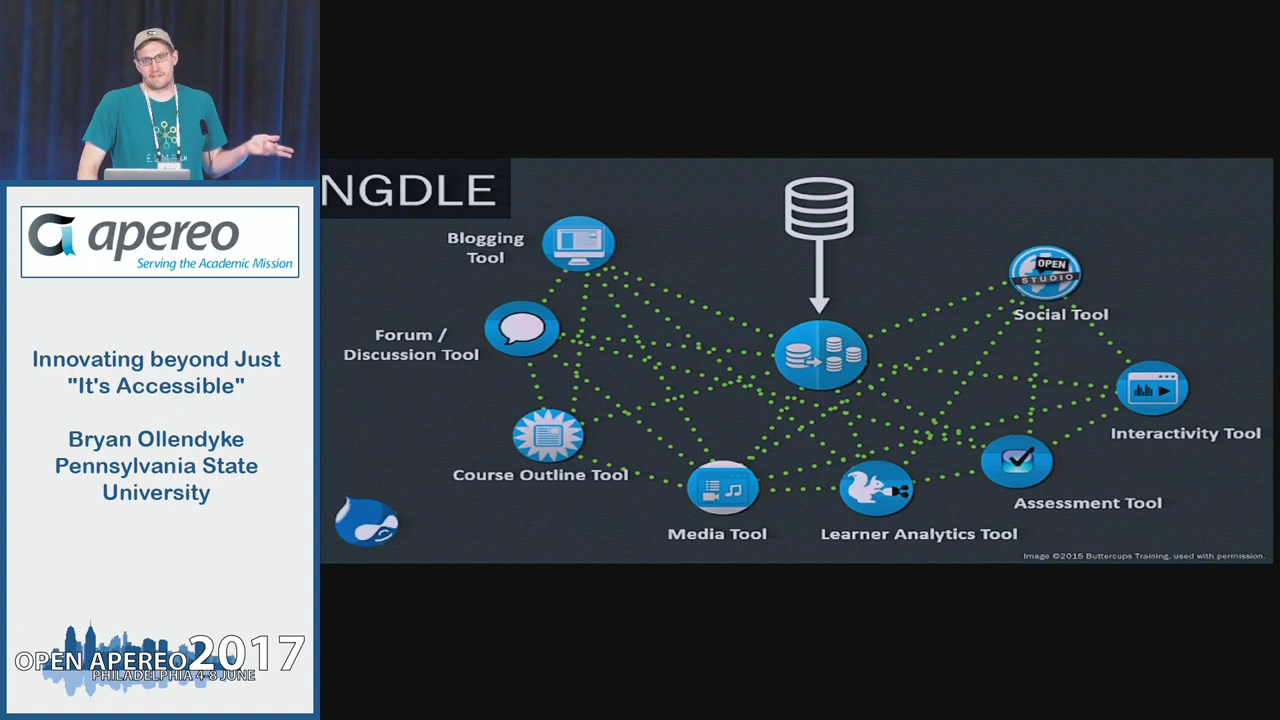 apereo
Serving the Academic Mission
Innovating beyond Just
"It's Accessible"
Bryan Ollendyke
Pennsylvania State
University
OPEN APEREO 2017
PHILADELPHIA 4-8 JUNE
NGDLE
Blogging
Tool
Forum /
Discussion Tool
Course Outline Tool
Media Tool
Learner Analytics Tool
Assessment Tool
Interactivity Tool
OPEN
STUDIO
Social Tool
Image ©2015 Buttercups Training, used with permission.